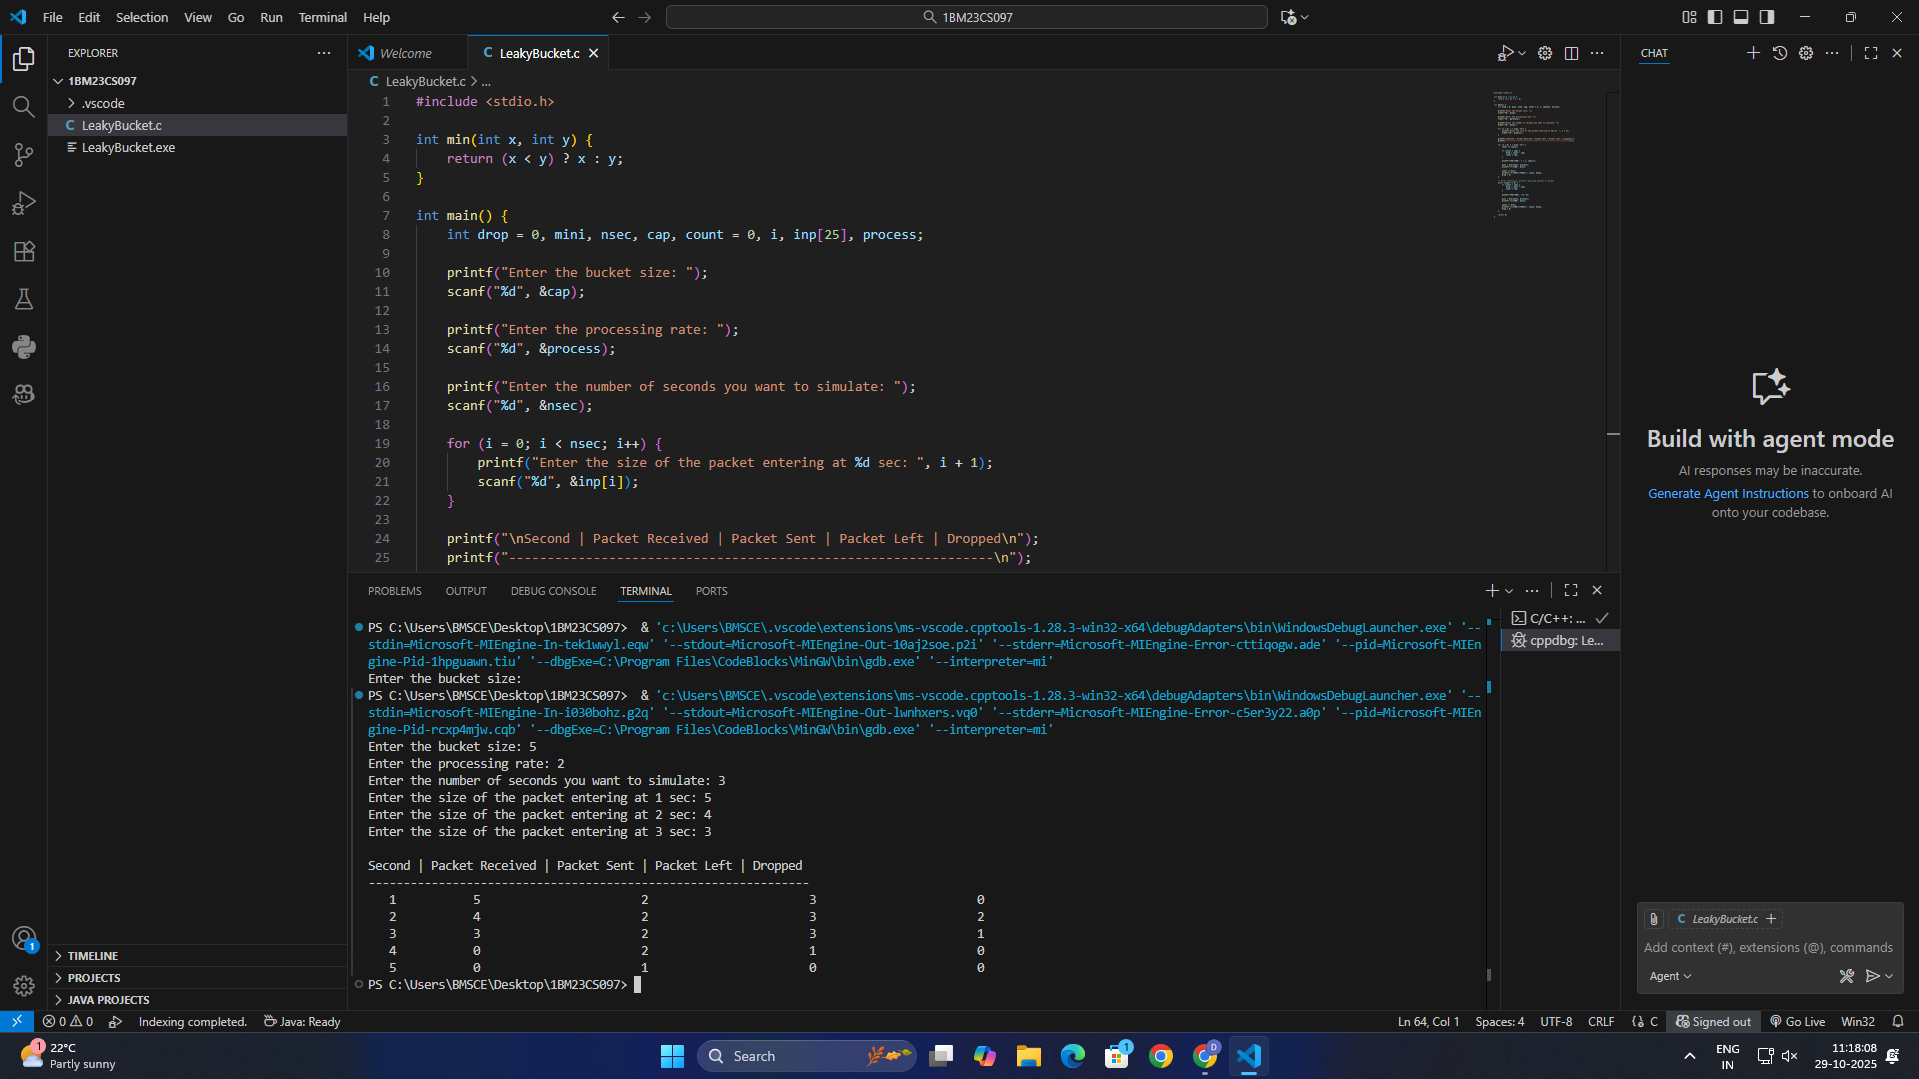 File Edit Selection View Go Run Terminal Help
1BM23CS097
EXPLORER
1BM23CS097
.vscode
C LeakyBucket.c
LeakyBucket.exe
TIMELINE
PROJECTS
JAVA PROJECTS
Welcome
C LeakyBucket.c
C LeakyBucket.c > ...
1 #include <stdio.h>
2
3 int min(int x, int y) {
4     return (x < y) ? x : y;
5 }
6
7 int main() {
8     int drop = 0, mini, nsec, cap, count = 0, i, inp[25], process;
9
10     printf("Enter the bucket size: ");
11     scanf("%d", &cap);
12
13     printf("Enter the processing rate: ");
14     scanf("%d", &process);
15
16     printf("Enter the number of seconds you want to simulate: ");
17     scanf("%d", &nsec);
18
19     for (i = 0; i < nsec; i++) {
20         printf("Enter the size of the packet entering at %d sec: ", i + 1);
21         scanf("%d", &inp[i]);
22     }
23
24     printf("\nSecond | Packet Received | Packet Sent | Packet Left | Dropped\n");
25     printf("---------------------------------------------------------------\n");
PROBLEMS OUTPUT DEBUG CONSOLE TERMINAL PORTS
PS C:\Users\BMSCE\Desktop\1BM23CS097>  & 'c:\Users\BMSCE\.vscode\extensions\ms-vscode.cpptools-1.28.3-win32-x64\debugAdapters\bin\WindowsDebugLauncher.exe' '--
stdin=Microsoft-MIEngine-In-tek1wwyl.eqw' '--stdout=Microsoft-MIEngine-Out-10aj2soe.p2i' '--stderr=Microsoft-MIEngine-Error-cttiqogw.ade' '--pid=Microsoft-MIEn
gine-Pid-1hpguawn.tiu' '--dbgExe=C:\Program Files\CodeBlocks\MinGW\bin\gdb.exe' '--interpreter=mi'
Enter the bucket size:
PS C:\Users\BMSCE\Desktop\1BM23CS097>  & 'c:\Users\BMSCE\.vscode\extensions\ms-vscode.cpptools-1.28.3-win32-x64\debugAdapters\bin\WindowsDebugLauncher.exe' '--
stdin=Microsoft-MIEngine-In-i030bohz.g2q' '--stdout=Microsoft-MIEngine-Out-lwnhxers.vq0' '--stderr=Microsoft-MIEngine-Error-c5er3y22.a0p' '--pid=Microsoft-MIEn
gine-Pid-rcxp4mjw.cqb' '--dbgExe=C:\Program Files\CodeBlocks\MinGW\bin\gdb.exe' '--interpreter=mi'
Enter the bucket size: 5
Enter the processing rate: 2
Enter the number of seconds you want to simulate: 3
Enter the size of the packet entering at 1 sec: 5
Enter the size of the packet entering at 2 sec: 4
Enter the size of the packet entering at 3 sec: 3
Second | Packet Received | Packet Sent | Packet Left | Dropped
---------------------------------------------------------------
1 5 2 3 0
2 4 2 3 2
3 3 2 3 1
4 0 2 1 0
5 0 1 0 0
PS C:\Users\BMSCE\Desktop\1BM23CS097>
C/C++: ...
cppdbg: Le...
CHAT
Build with agent mode
AI responses may be inaccurate.
Generate Agent Instructions to onboard AI
onto your codebase.
C LeakyBucket.c +
Add context (#), extensions (@), commands
Agent
1
0 0 Indexing completed. Java: Ready
Ln 64, Col 1 Spaces: 4 UTF-8 CRLF C Signed out Go Live Win32
1
22°C
Partly sunny
Search
1
D
ENG
IN
11:18:08
29-10-2025